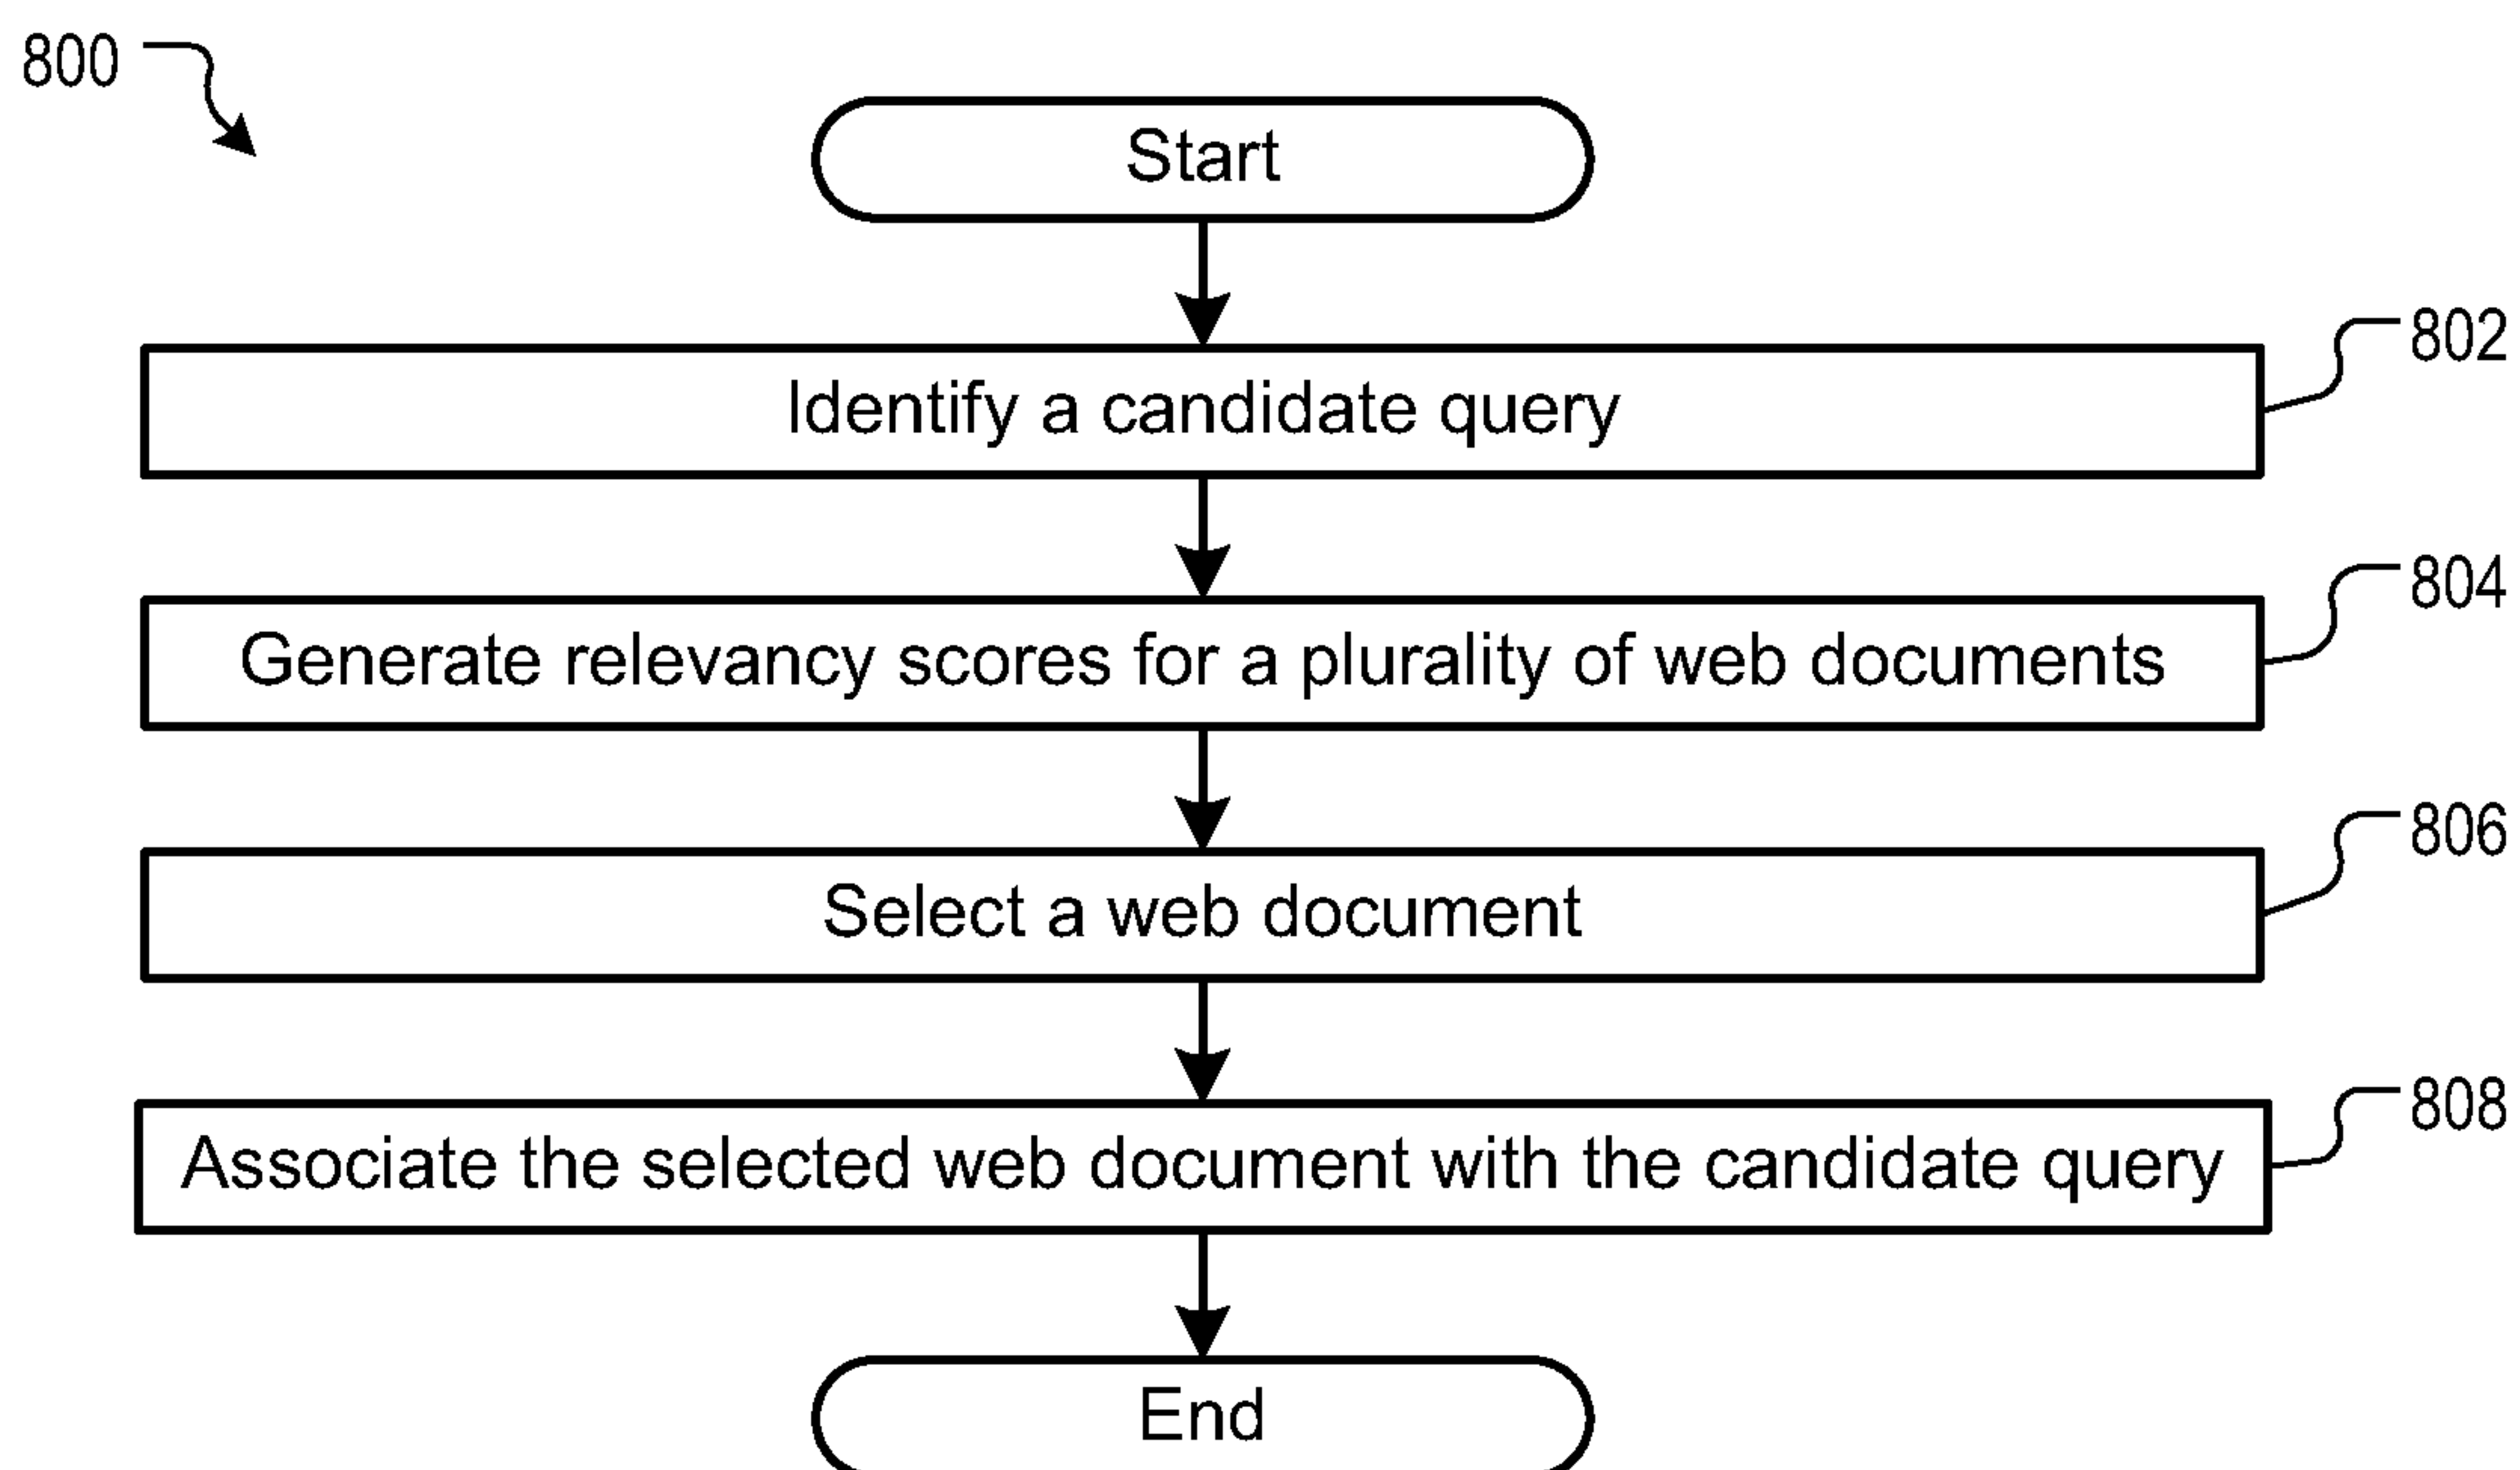 800
Start
802
Identify a candidate query
804
Generate relevancy scores for a plurality of web documents
806
Select a web document
808
Associate the selected web document with the candidate query
End